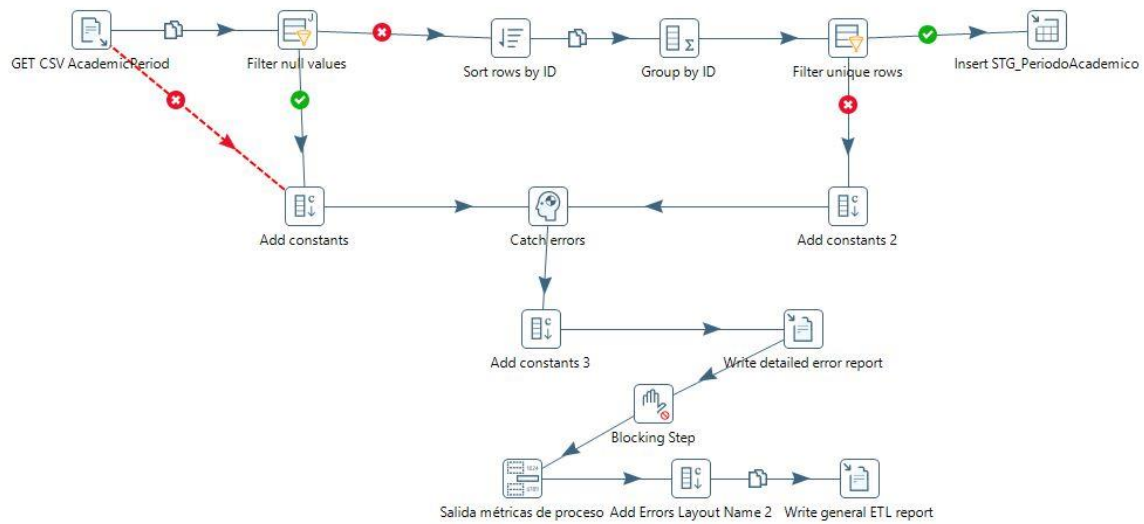 GET CSV AcademicPeriod
Filter null values
Sort rows by ID
Group by ID
Filter unique rows
Insert STG_PeriodoAcademico
Add constants
Catch errors
Add constants 2
Add constants 3
Write detailed error report
Blocking Step
Salida métricas de proceso
Add Errors Layout Name 2
Write general ETL report